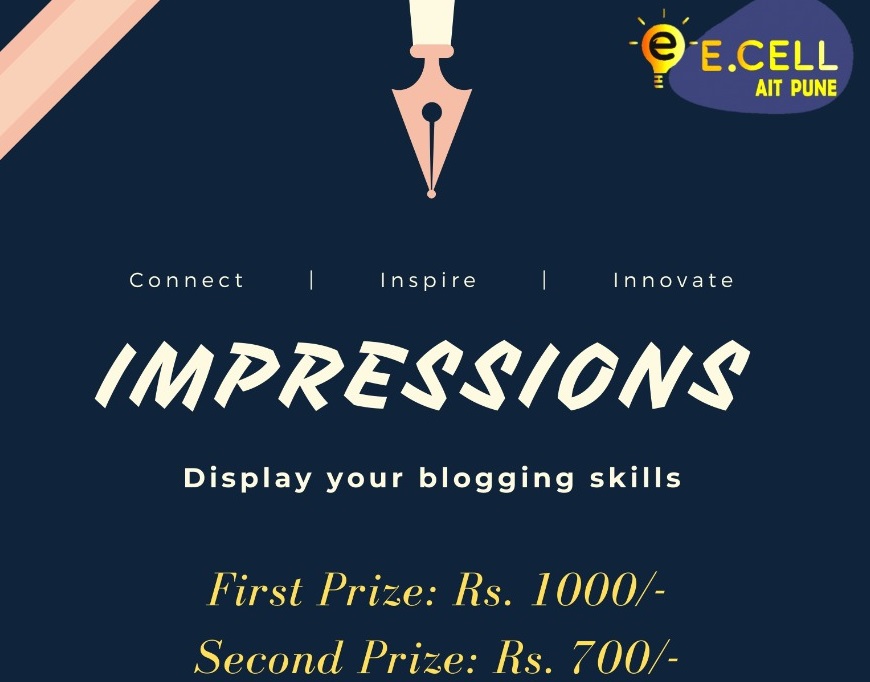 e E.CELL
AIT PUNE
Connect | Inspire | Innovate
IMPRESSIONS
Display your blogging skills
First Prize: Rs. 1000/-
Second Prize: Rs. 700/-